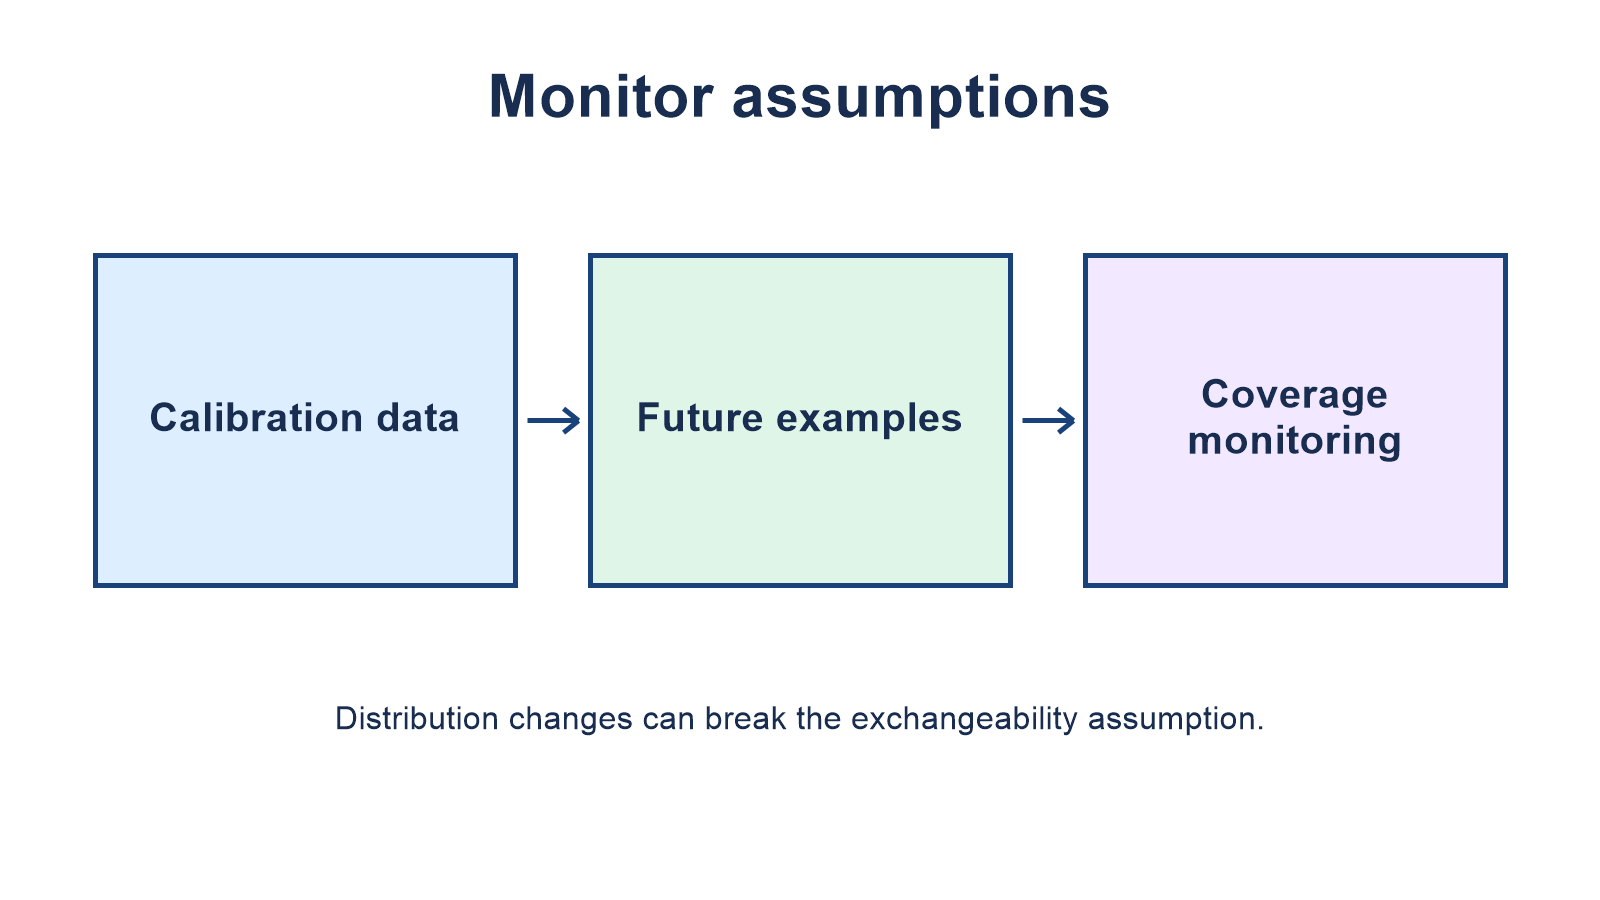 Monitor assumptions
Calibration data
Future examples
Coverage
monitoring
Distribution changes can break the exchangeability assumption.